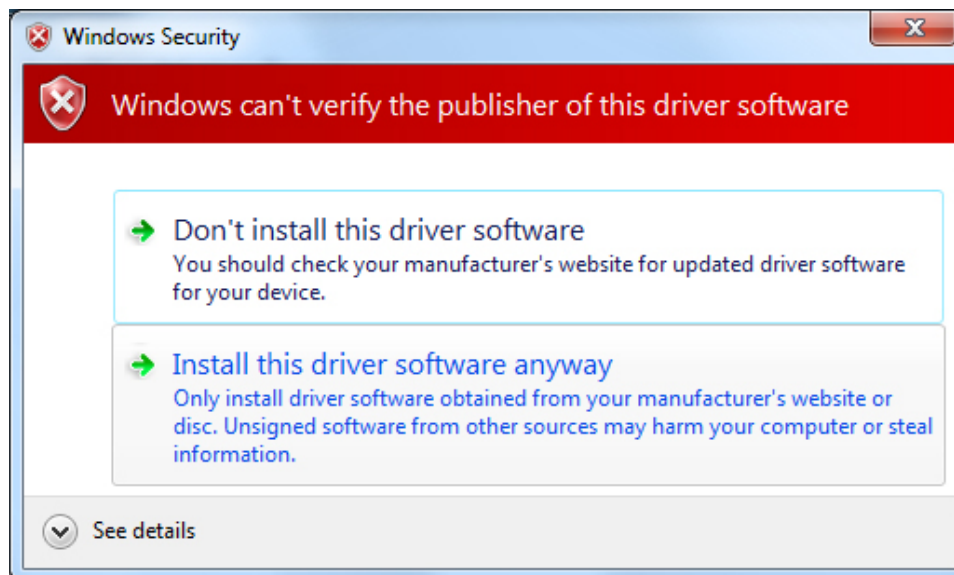 Windows Security
Windows can't verify the publisher of this driver software
Don't install this driver software
You should check your manufacturer's website for updated driver software
for your device.
Install this driver software anyway
Only install driver software obtained from your manufacturer's website or
disc. Unsigned software from other sources may harm your computer or steal
information.
See details